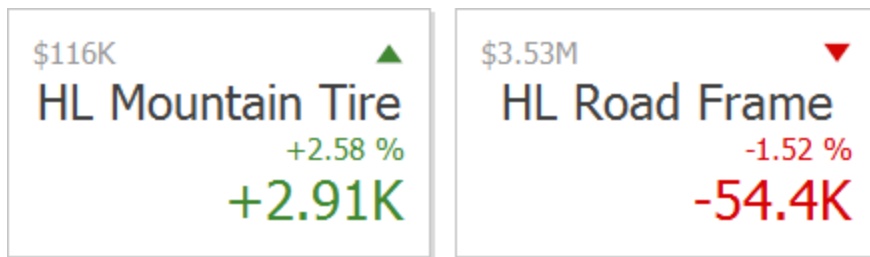 $116K
HL Mountain Tire
+2.58 %
+2.91K
$3.53M
HL Road Frame
-1.52 %
-54.4K